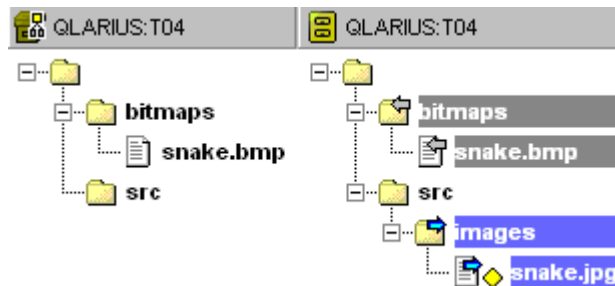 QLARIUS:T04
bitmaps
snake.bmp
src
QLARIUS:T04
bitmaps
snake.bmp
src
images
snake.jpg